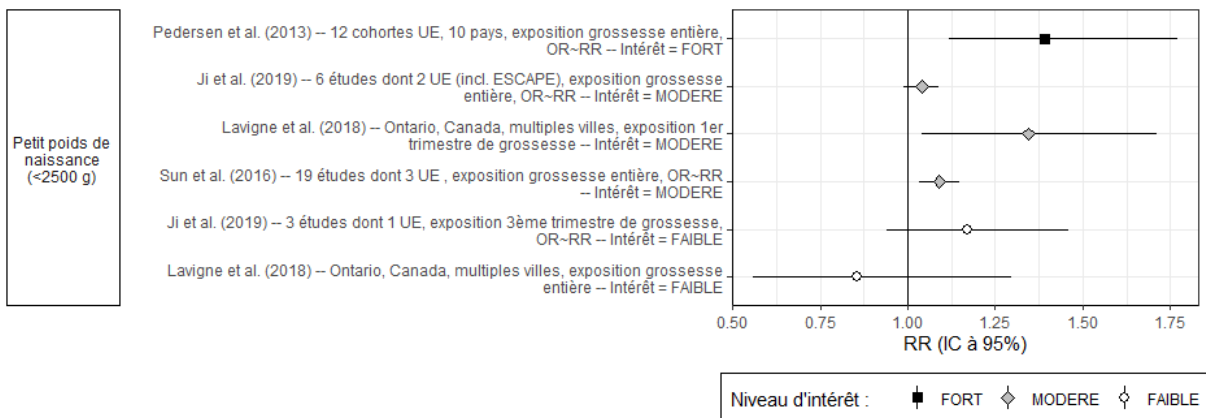 Petit poids de
naissance
(<2500 g)
Pedersen et al. (2013) -- 12 cohortes UE, 10 pays, exposition grossesse entière,
OR~RR -- Intérêt = FORT
Ji et al. (2019) -- 6 études dont 2 UE (incl. ESCAPE), exposition grossesse
entière, OR~RR -- Intérêt = MODERE
Lavigne et al. (2018) -- Ontario, Canada, multiples villes, exposition 1er
trimestre de grossesse -- Intérêt = MODERE
Sun et al. (2016) -- 19 études dont 3 UE , exposition grossesse entière, OR~RR
-- Intérêt = MODERE
Ji et al. (2019) -- 3 études dont 1 UE, exposition 3ème trimestre de grossesse,
OR~RR -- Intérêt = FAIBLE
Lavigne et al. (2018) -- Ontario, Canada, multiples villes, exposition grossesse
entière -- Intérêt = FAIBLE
0.50 0.75 1.00 1.25 1.50 1.75
RR (IC à 95%)
Niveau d'intérêt : FORT MODERE FAIBLE